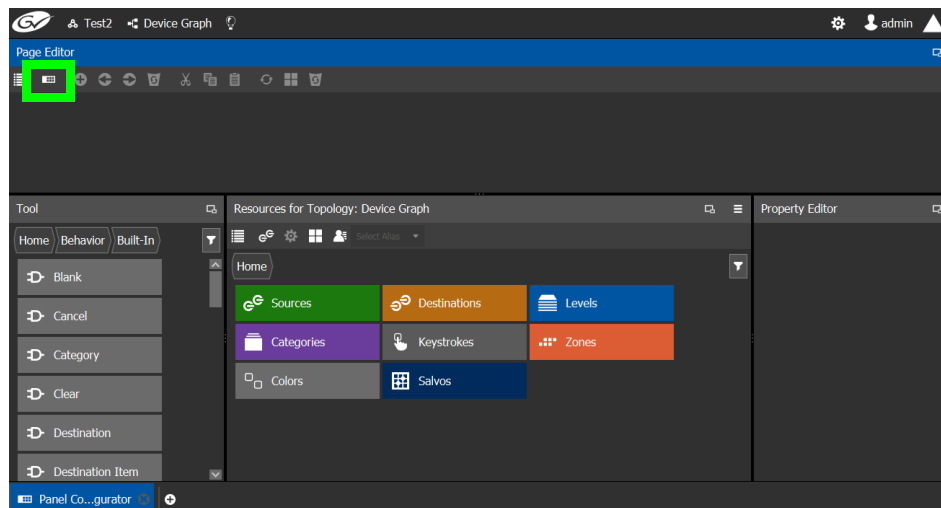 GV Test2 Device Graph admin
Page Editor
Tool
Home Behavior Built-In
Blank
Cancel
Category
Clear
Destination
Destination Item
Resources for Topology: Device Graph
Select Alias
Home
Sources Destinations Levels
Categories Keystrokes Zones
Colors Salvos
Property Editor
Panel Co...gurator